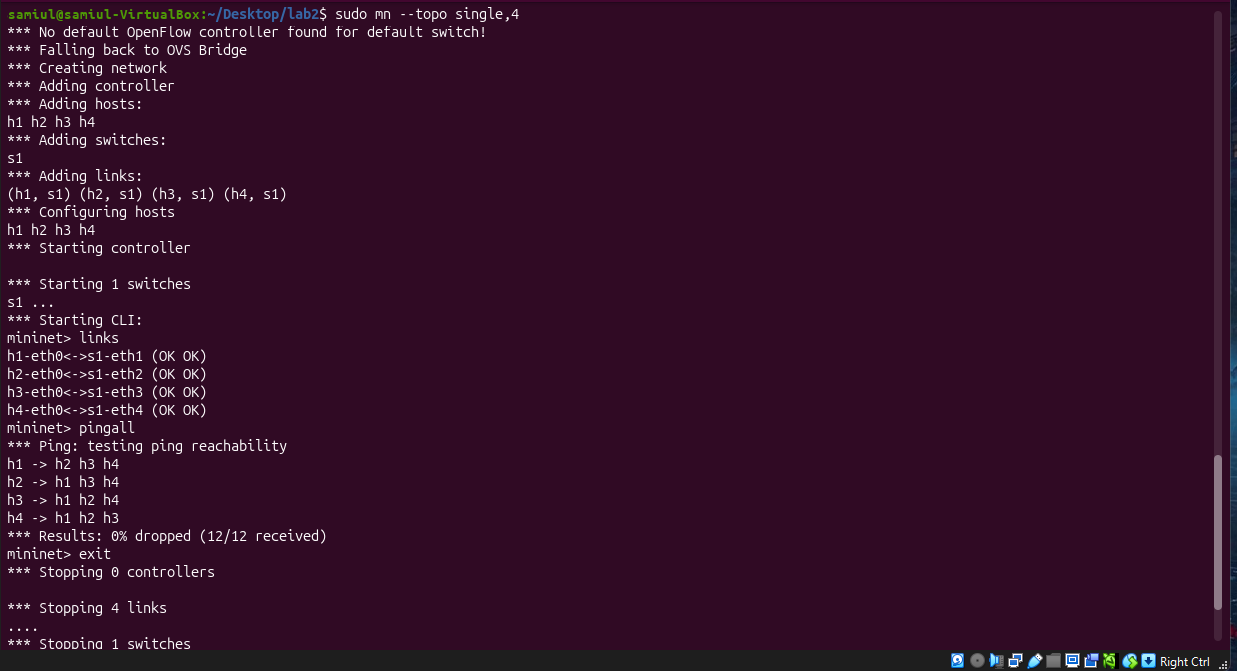 samiul@samiul-VirtualBox:~/Desktop/lab2$ sudo mn --topo single,4
*** No default OpenFlow controller found for default switch!
*** Falling back to OVS Bridge
*** Creating network
*** Adding controller
*** Adding hosts:
h1 h2 h3 h4
*** Adding switches:
s1
*** Adding links:
(h1, s1) (h2, s1) (h3, s1) (h4, s1)
*** Configuring hosts
h1 h2 h3 h4
*** Starting controller

*** Starting 1 switches
s1 ...
*** Starting CLI:
mininet> links
h1-eth0<->s1-eth1 (OK OK)
h2-eth0<->s1-eth2 (OK OK)
h3-eth0<->s1-eth3 (OK OK)
h4-eth0<->s1-eth4 (OK OK)
mininet> pingall
*** Ping: testing ping reachability
h1 -> h2 h3 h4
h2 -> h1 h3 h4
h3 -> h1 h2 h4
h4 -> h1 h2 h3
*** Results: 0% dropped (12/12 received)
mininet> exit
*** Stopping 0 controllers

*** Stopping 4 links
....
*** Stopping 1 switches
Right Ctrl